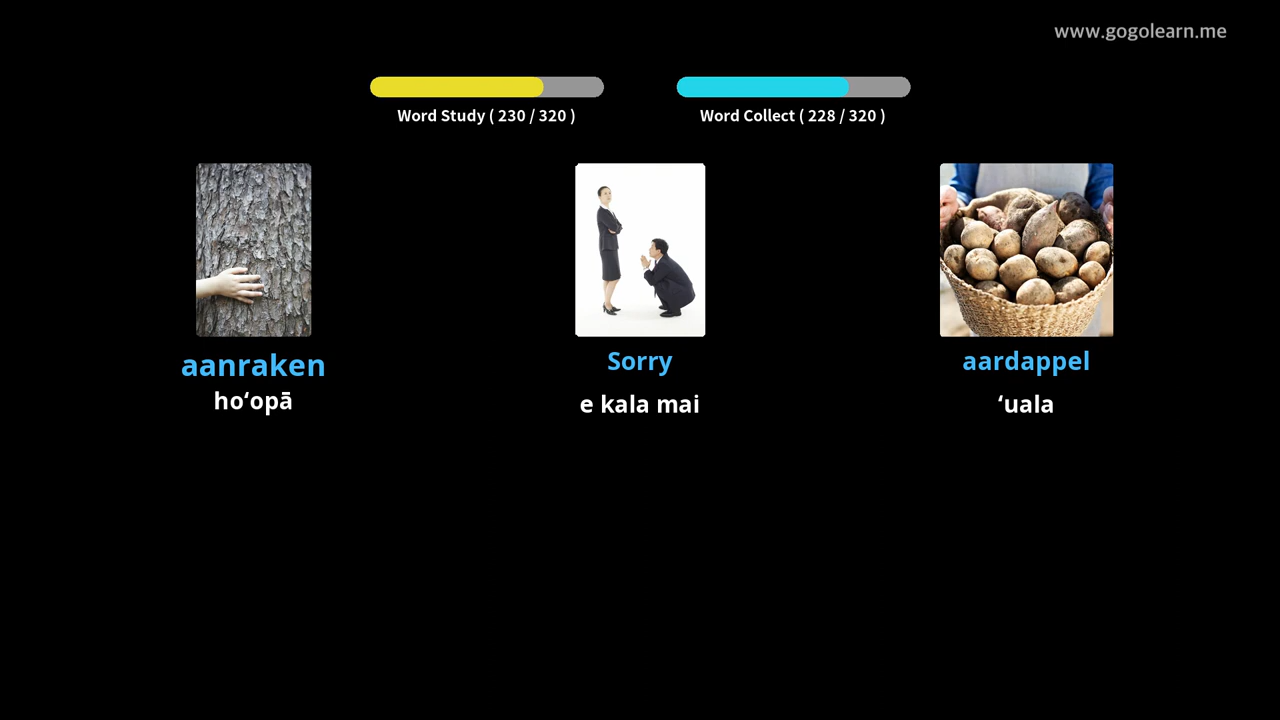 www.gogolearn.me
Word Study ( 230 / 320 )
Word Collect ( 228 / 320 )
aanraken
hoʻopā
Sorry
e kala mai
aardappel
ʻuala